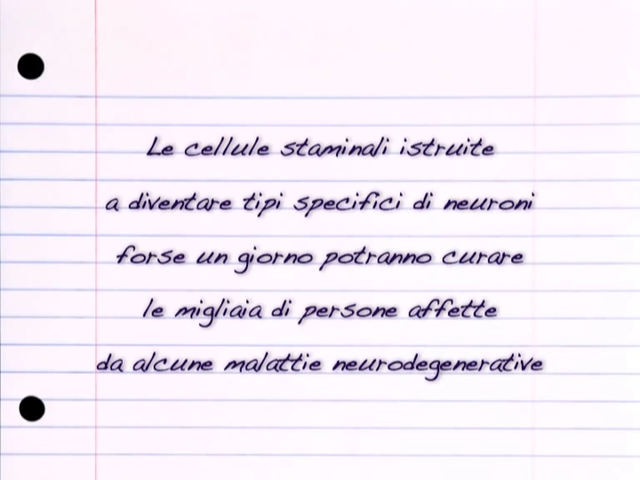 Le cellule staminali istruite
a diventare tipi specifici di neuroni
forse un giorno potranno curare
le migliaia di persone affette
da alcune malattie neurodegenerative